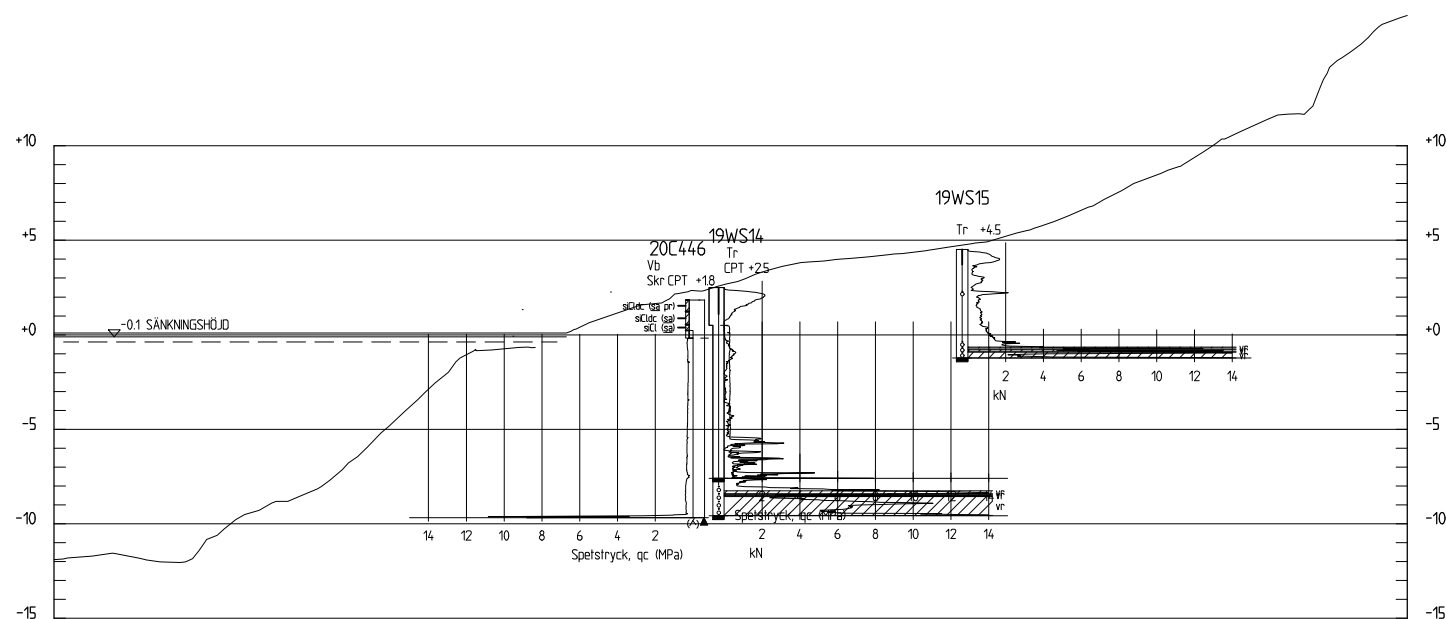 +10 +10
19WS15
Tr +4.5
+5 +5
19WS14
20C446
Tr
Vb
CPT +2.5
Skr CPT +1.8
siCldc (sa pr)
siCldc (sa)
siCl (sa)
-0.1 SÄNKNINGSHÖJD
+0 +0
vr
2 4 6 8 10 12 14
kN
-5 -5
vr
vr
Spetstryck, qc (MPa)
-10 -10
14 12 10 8 6 4 2
2 4 6 8 10 12 14
Spetstryck, qc (MPa)
kN
-15 -15